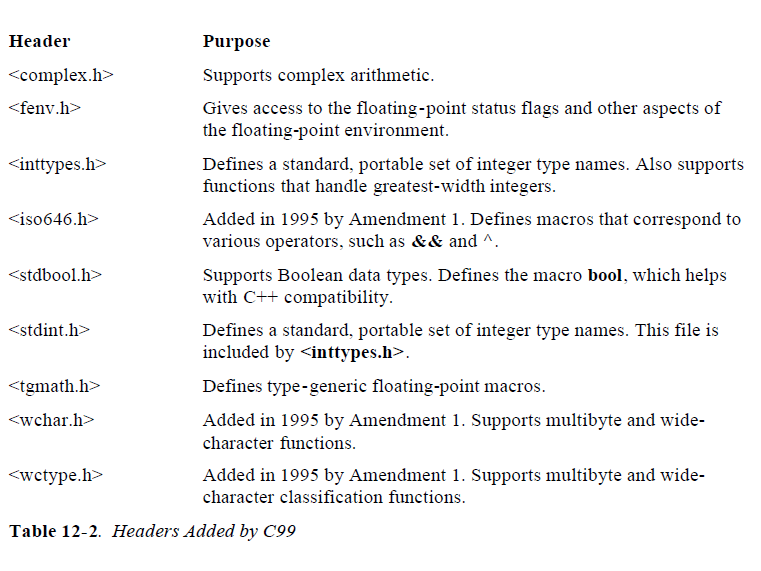 Header Purpose
<complex.h> Supports complex arithmetic.
<fenv.h> Gives access to the floating-point status flags and other aspects of
the floating-point environment.
<inttypes.h> Defines a standard, portable set of integer type names. Also supports
functions that handle greatest-width integers.
<iso646.h> Added in 1995 by Amendment 1. Defines macros that correspond to
various operators, such as && and ^.
<stdbool.h> Supports Boolean data types. Defines the macro bool, which helps
with C++ compatibility.
<stdint.h> Defines a standard, portable set of integer type names. This file is
included by <inttypes.h>.
<tgmath.h> Defines type-generic floating-point macros.
<wchar.h> Added in 1995 by Amendment 1. Supports multibyte and wide-
character functions.
<wctype.h> Added in 1995 by Amendment 1. Supports multibyte and wide-
character classification functions.
Table 12-2. Headers Added by C99